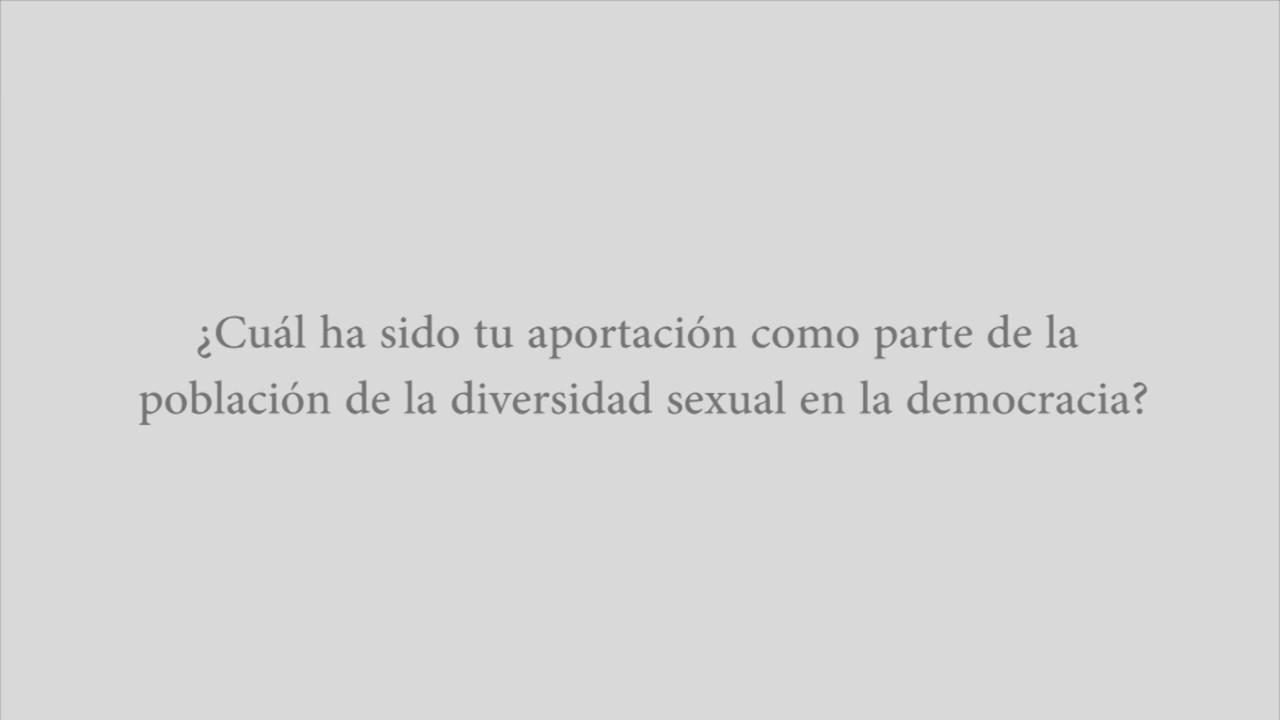 ¿Cuál ha sido tu aportación como parte de la
población de la diversidad sexual en la democracia?